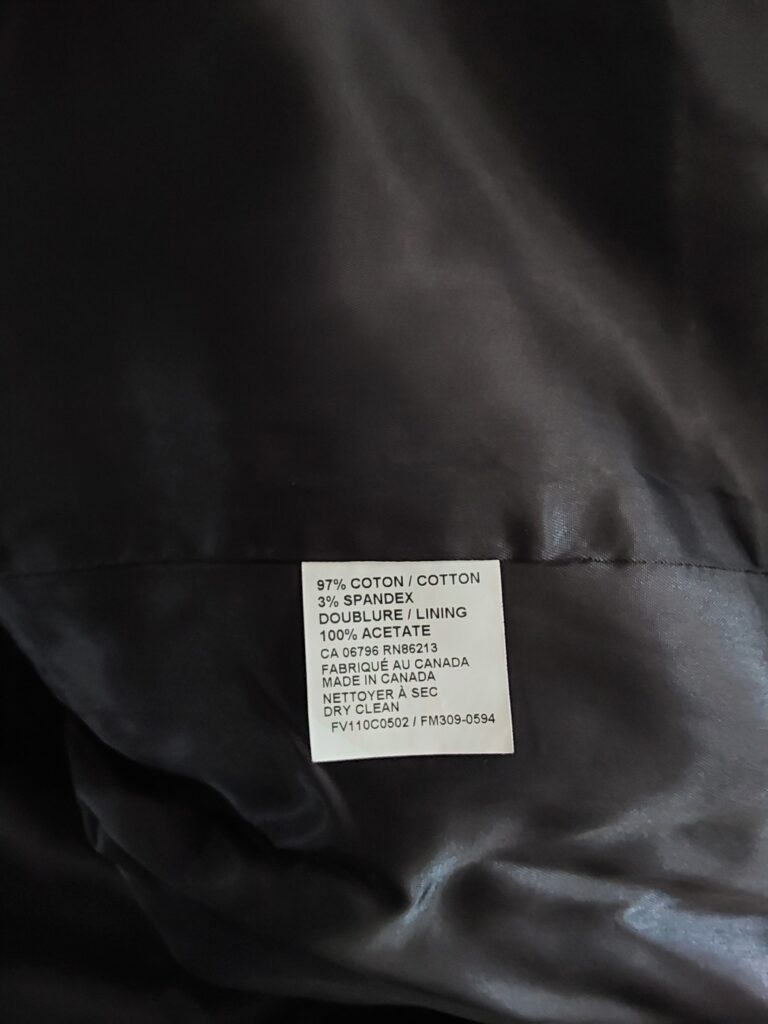 97% COTON / COTTON
3% SPANDEX
DOUBLURE / LINING
100% ACETATE
CA 06796 RN86213
FABRIQUÉ AU CANADA
MADE IN CANADA
NETTOYER À SEC
DRY CLEAN
FV110C0502 / FM309-0594